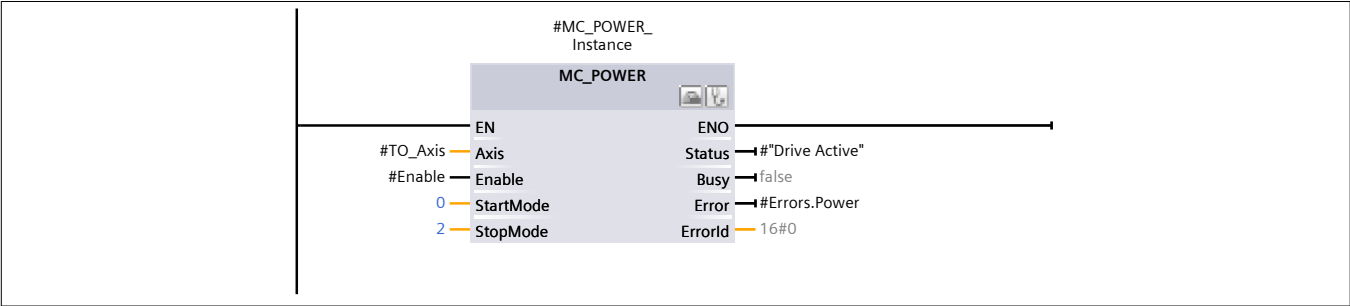 #MC_POWER_
Instance
MC_POWER
EN ENO
#TO_Axis Axis Status #"Drive Active"
#Enable Enable Busy false
0 StartMode Error #Errors.Power
2 StopMode ErrorId 16#0